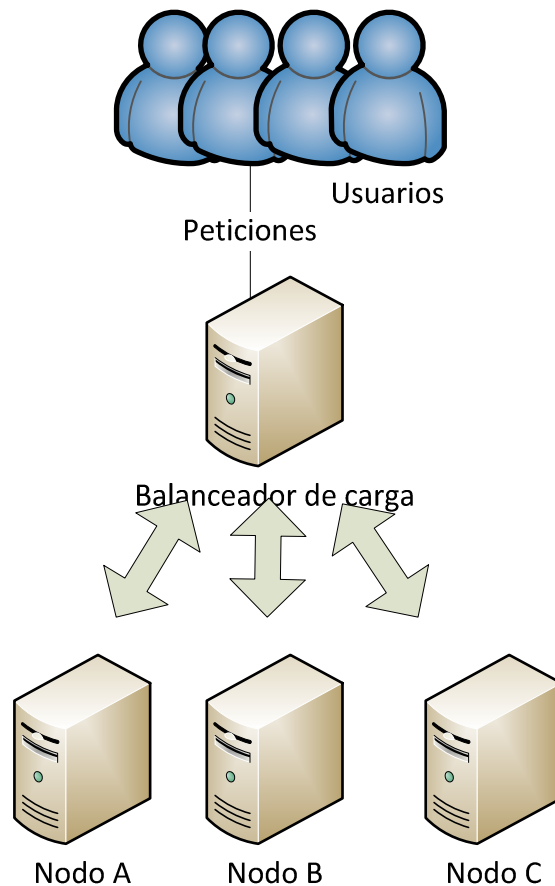 Usuarios
Peticiones
Balanceador de carga
Nodo A
Nodo B
Nodo C